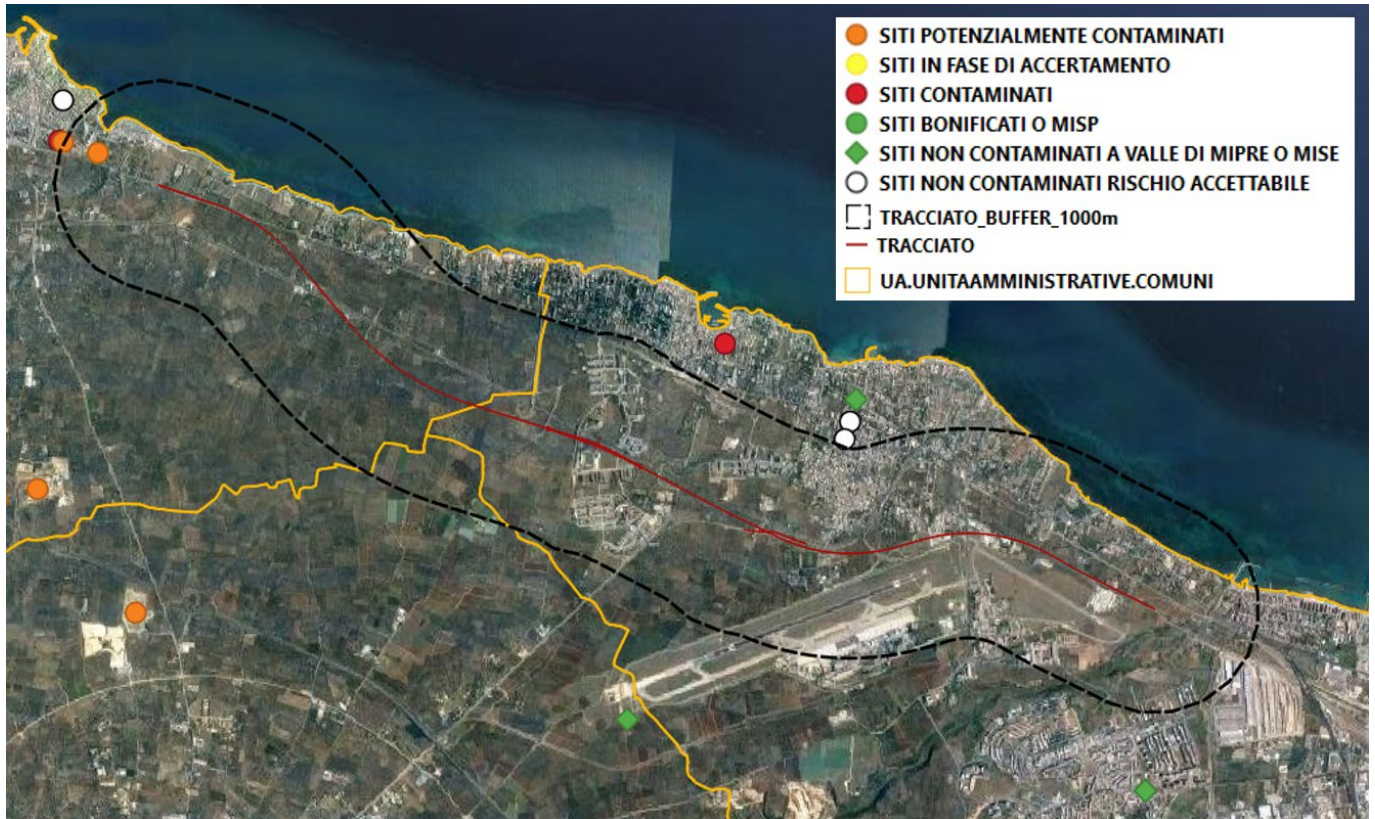 SITI POTENZIALMENTE CONTAMINATI
SITI IN FASE DI ACCERTAMENTO
SITI CONTAMINATI
SITI BONIFICATI O MISP
SITI NON CONTAMINATI A VALLE DI MIPRE O MISE
SITI NON CONTAMINATI RISCHIO ACCETTABILE
TRACCIATO_BUFFER_1000m
TRACCIATO
UA.UNITAAMMINISTRATIVE.COMUNI